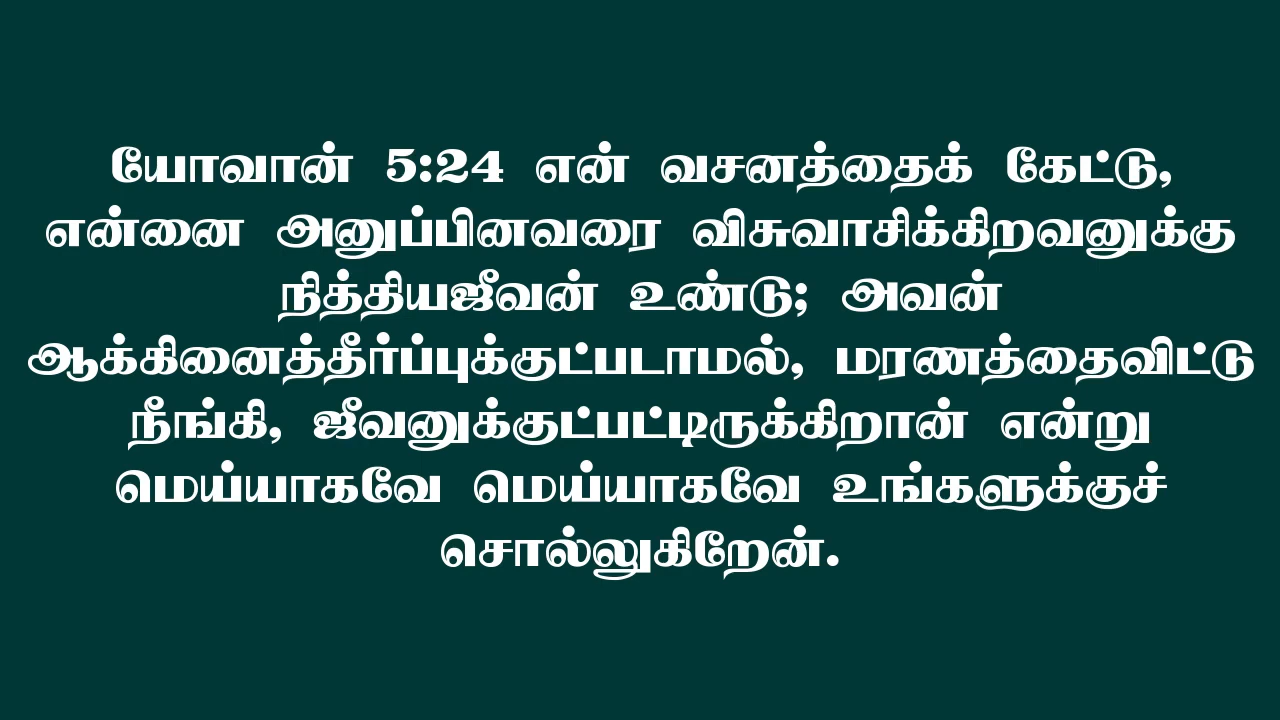 யோவான் 5:24 என் வசனத்தைக் கேட்டு,
என்னை அனுப்பினவரை விசுவாசிக்கிறவனுக்கு
நித்தியஜீவன் உண்டு; அவன்
ஆக்கினைத்தீர்ப்புக்குட்படாமல், மரணத்தைவிட்டு
நீங்கி, ஜீவனுக்குட்பட்டிருக்கிறான் என்று
மெய்யாகவே மெய்யாகவே உங்களுக்குச்
சொல்லுகிறேன்.